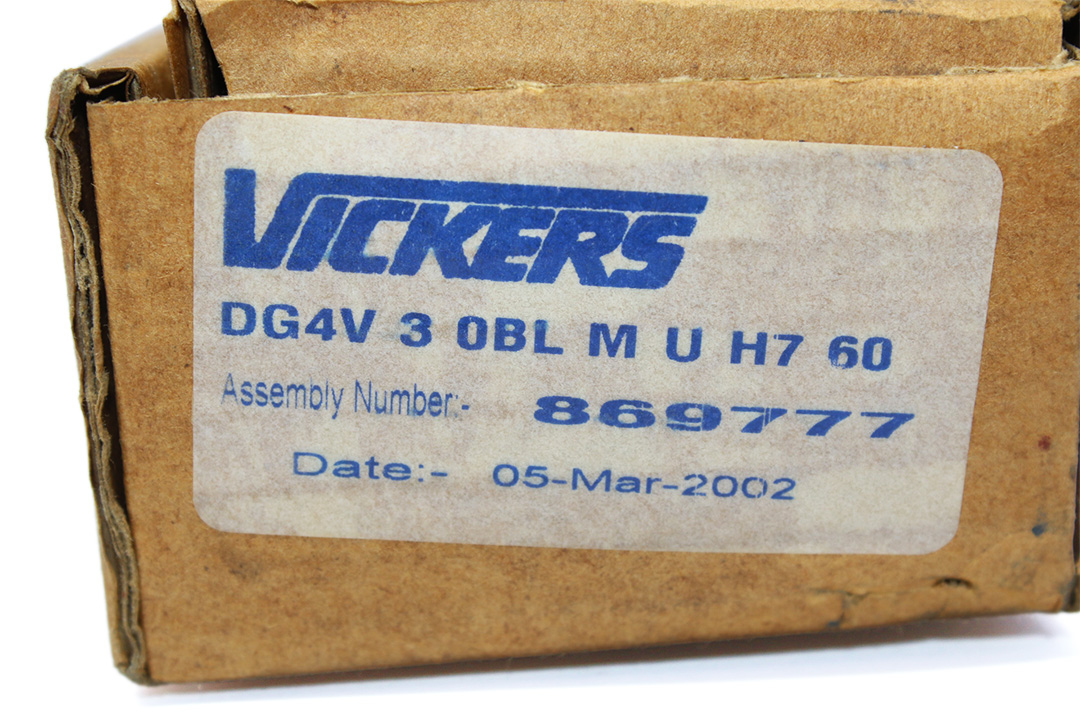 VICKERS
DG4V 3 0BL M U H7 60
Assembly Number:- 869777
Date:- 05-Mar-2002